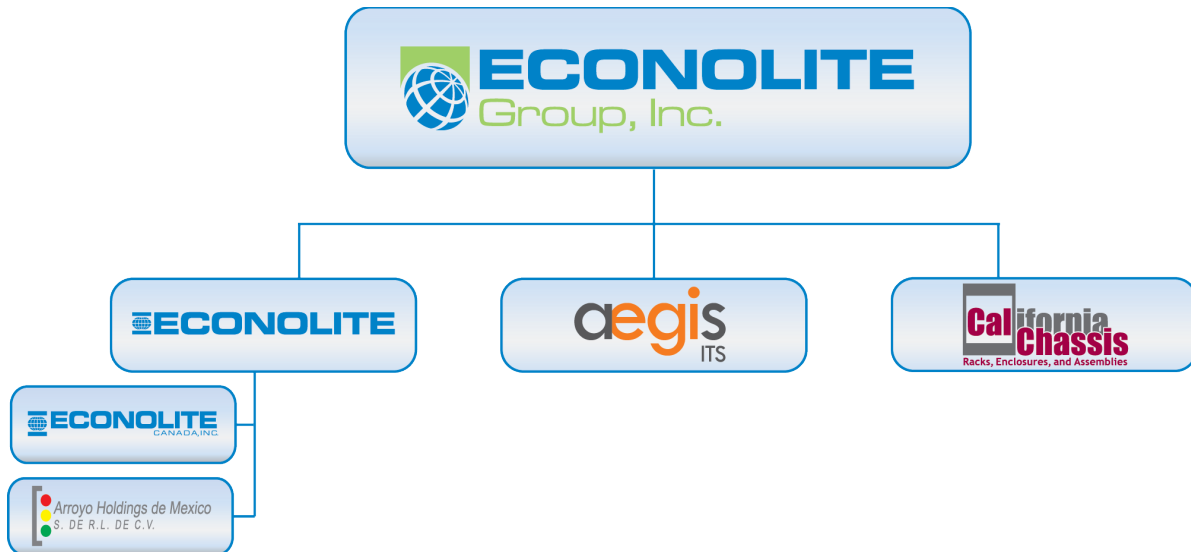 ECONOLITE
Group, Inc.
ECONOLITE
aegis
ITS
California
Chassis
Racks, Enclosures, and Assemblies
ECONOLITE
CANADA, INC.
Arroyo Holdings de Mexico
S. DE R.L. DE C.V.